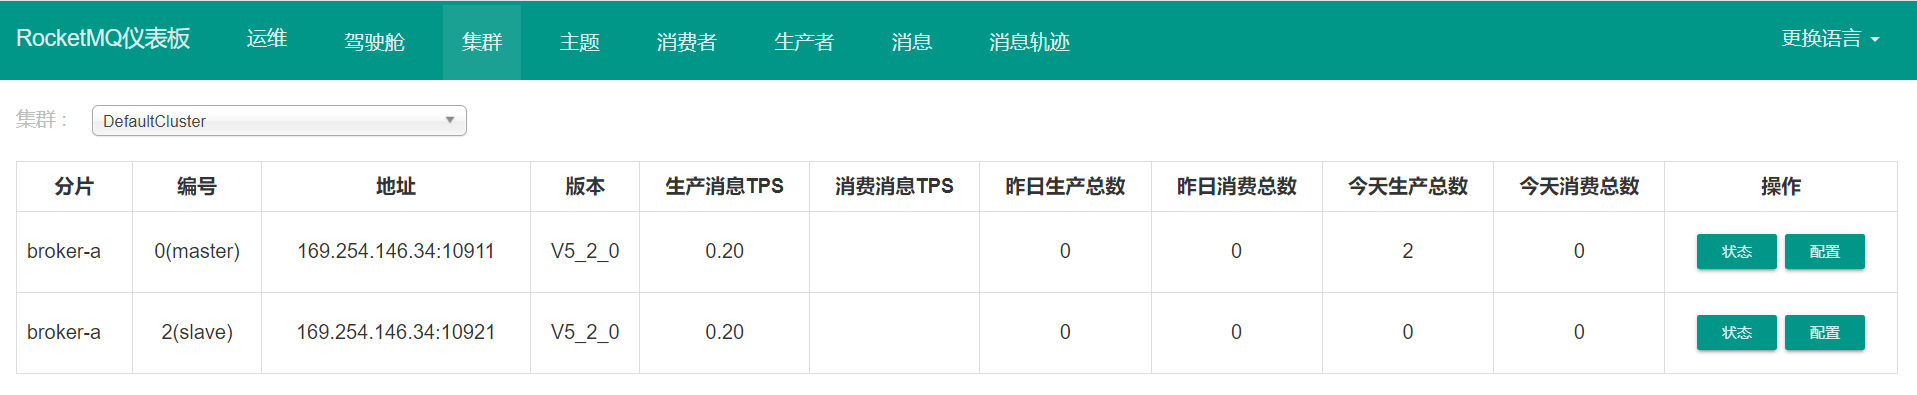 RocketMQ仪表板 运维 驾驶舱 集群 主题 消费者 生产者 消息 消息轨迹 更换语言
集群： DefaultCluster
分片 编号 地址 版本 生产消息TPS 消费消息TPS 昨日生产总数 昨日消费总数 今天生产总数 今天消费总数 操作
broker-a 0(master) 169.254.146.34:10911 V5_2_0 0.20 0 0 2 0 状态 配置
broker-a 2(slave) 169.254.146.34:10921 V5_2_0 0.20 0 0 0 0 状态 配置